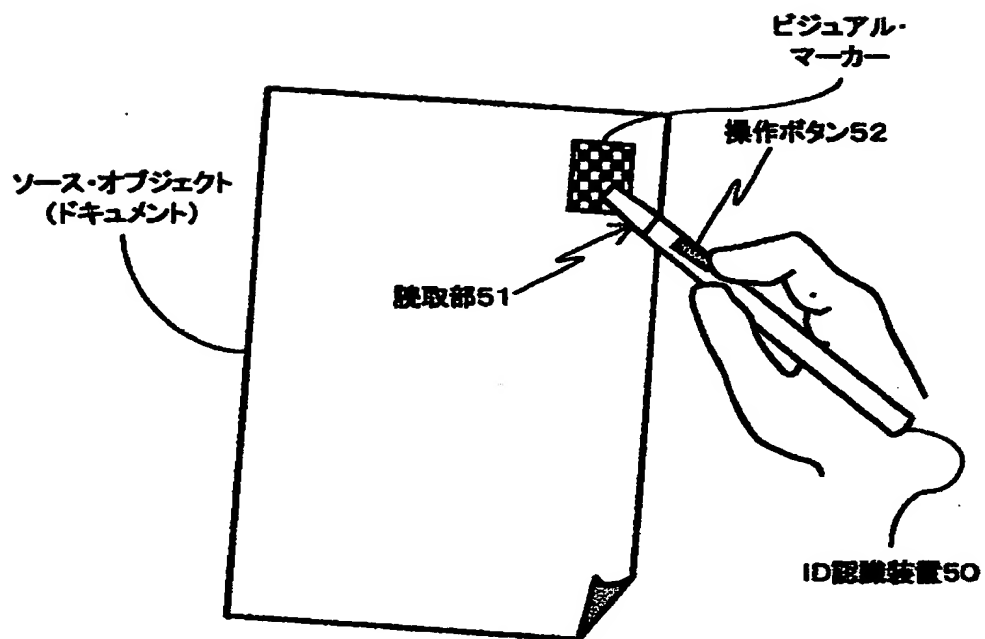 ビジュアル・
マーカー
操作ボタン52
ソース・オブジェクト
(ドキュメント)
読取部51
ID認識装置50